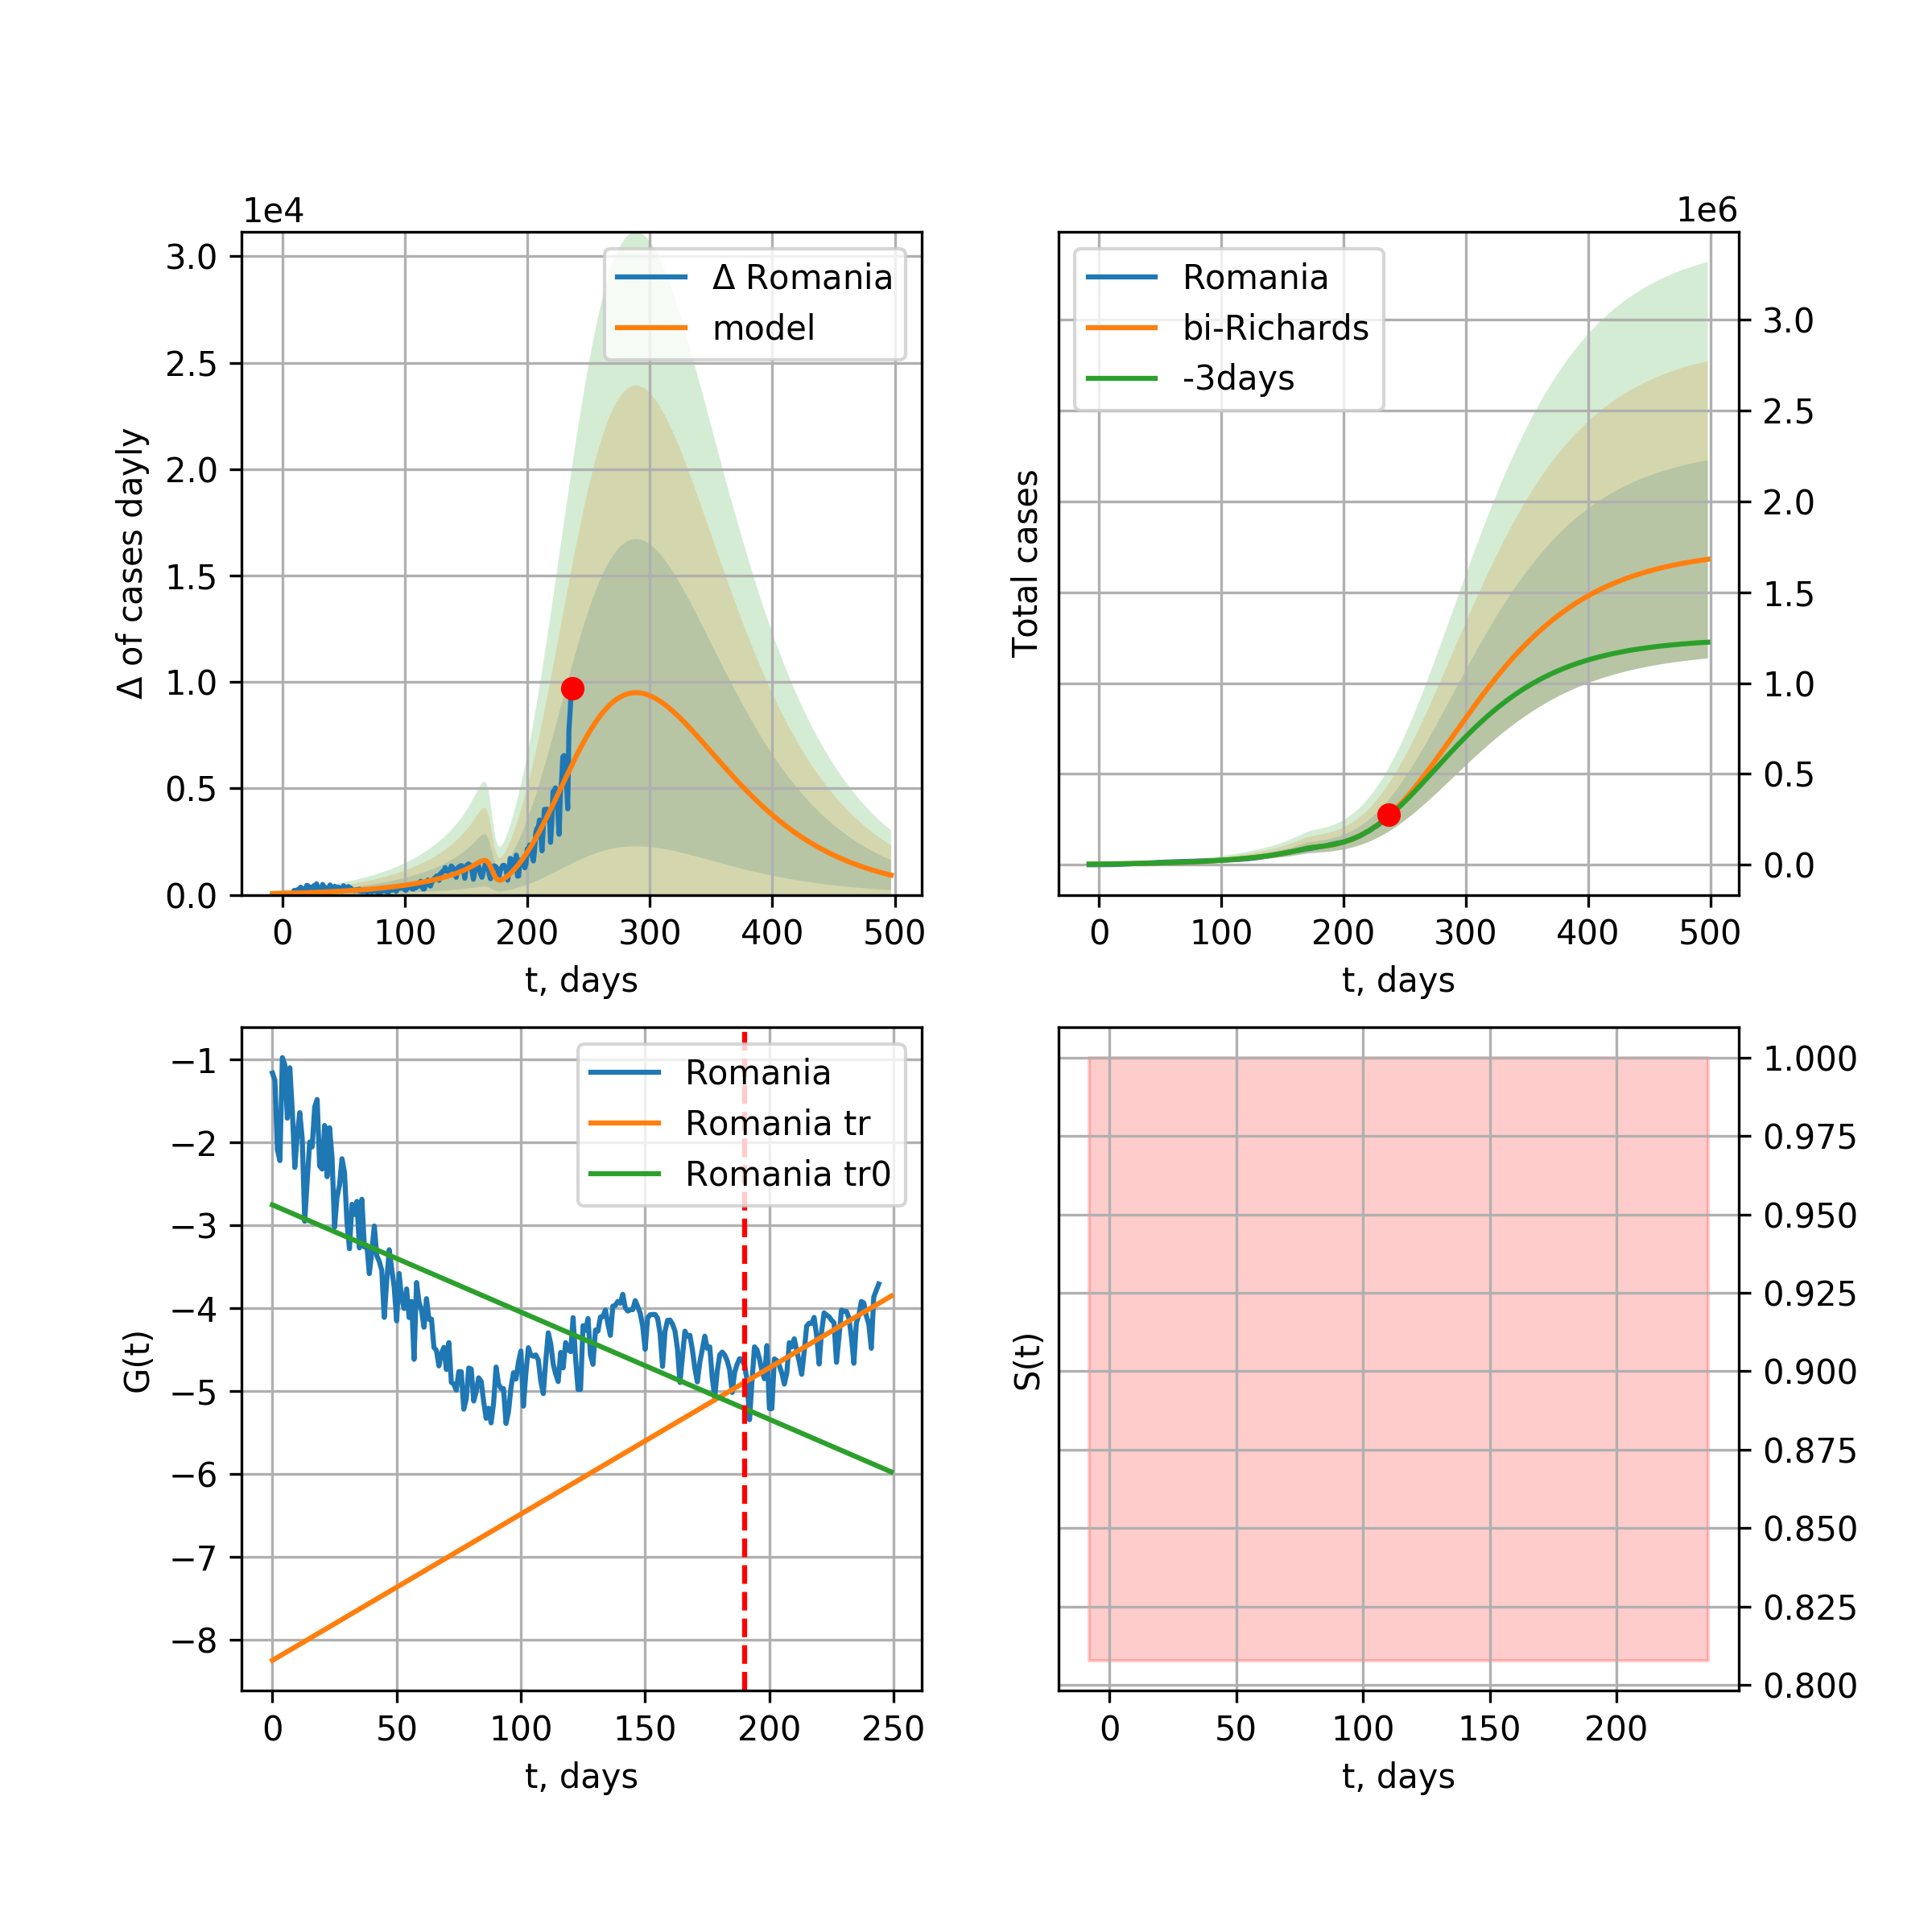 1e4
3.0
2.5
2.0
1.5
1.0
0.5
0.0
Δ of cases dayly
Δ Romania
model
0 100 200 300 400 500
t, days
1e6
Romania
bi-Richards
-3days
Total cases
3.0
2.5
2.0
1.5
1.0
0.5
0.0
0 100 200 300 400 500
t, days
−1
−2
−3
−4
−5
−6
−7
−8
G(t)
Romania
Romania tr
Romania tr0
0 50 100 150 200 250
t, days
S(t)
1.000
0.975
0.950
0.925
0.900
0.875
0.850
0.825
0.800
0 50 100 150 200
t, days